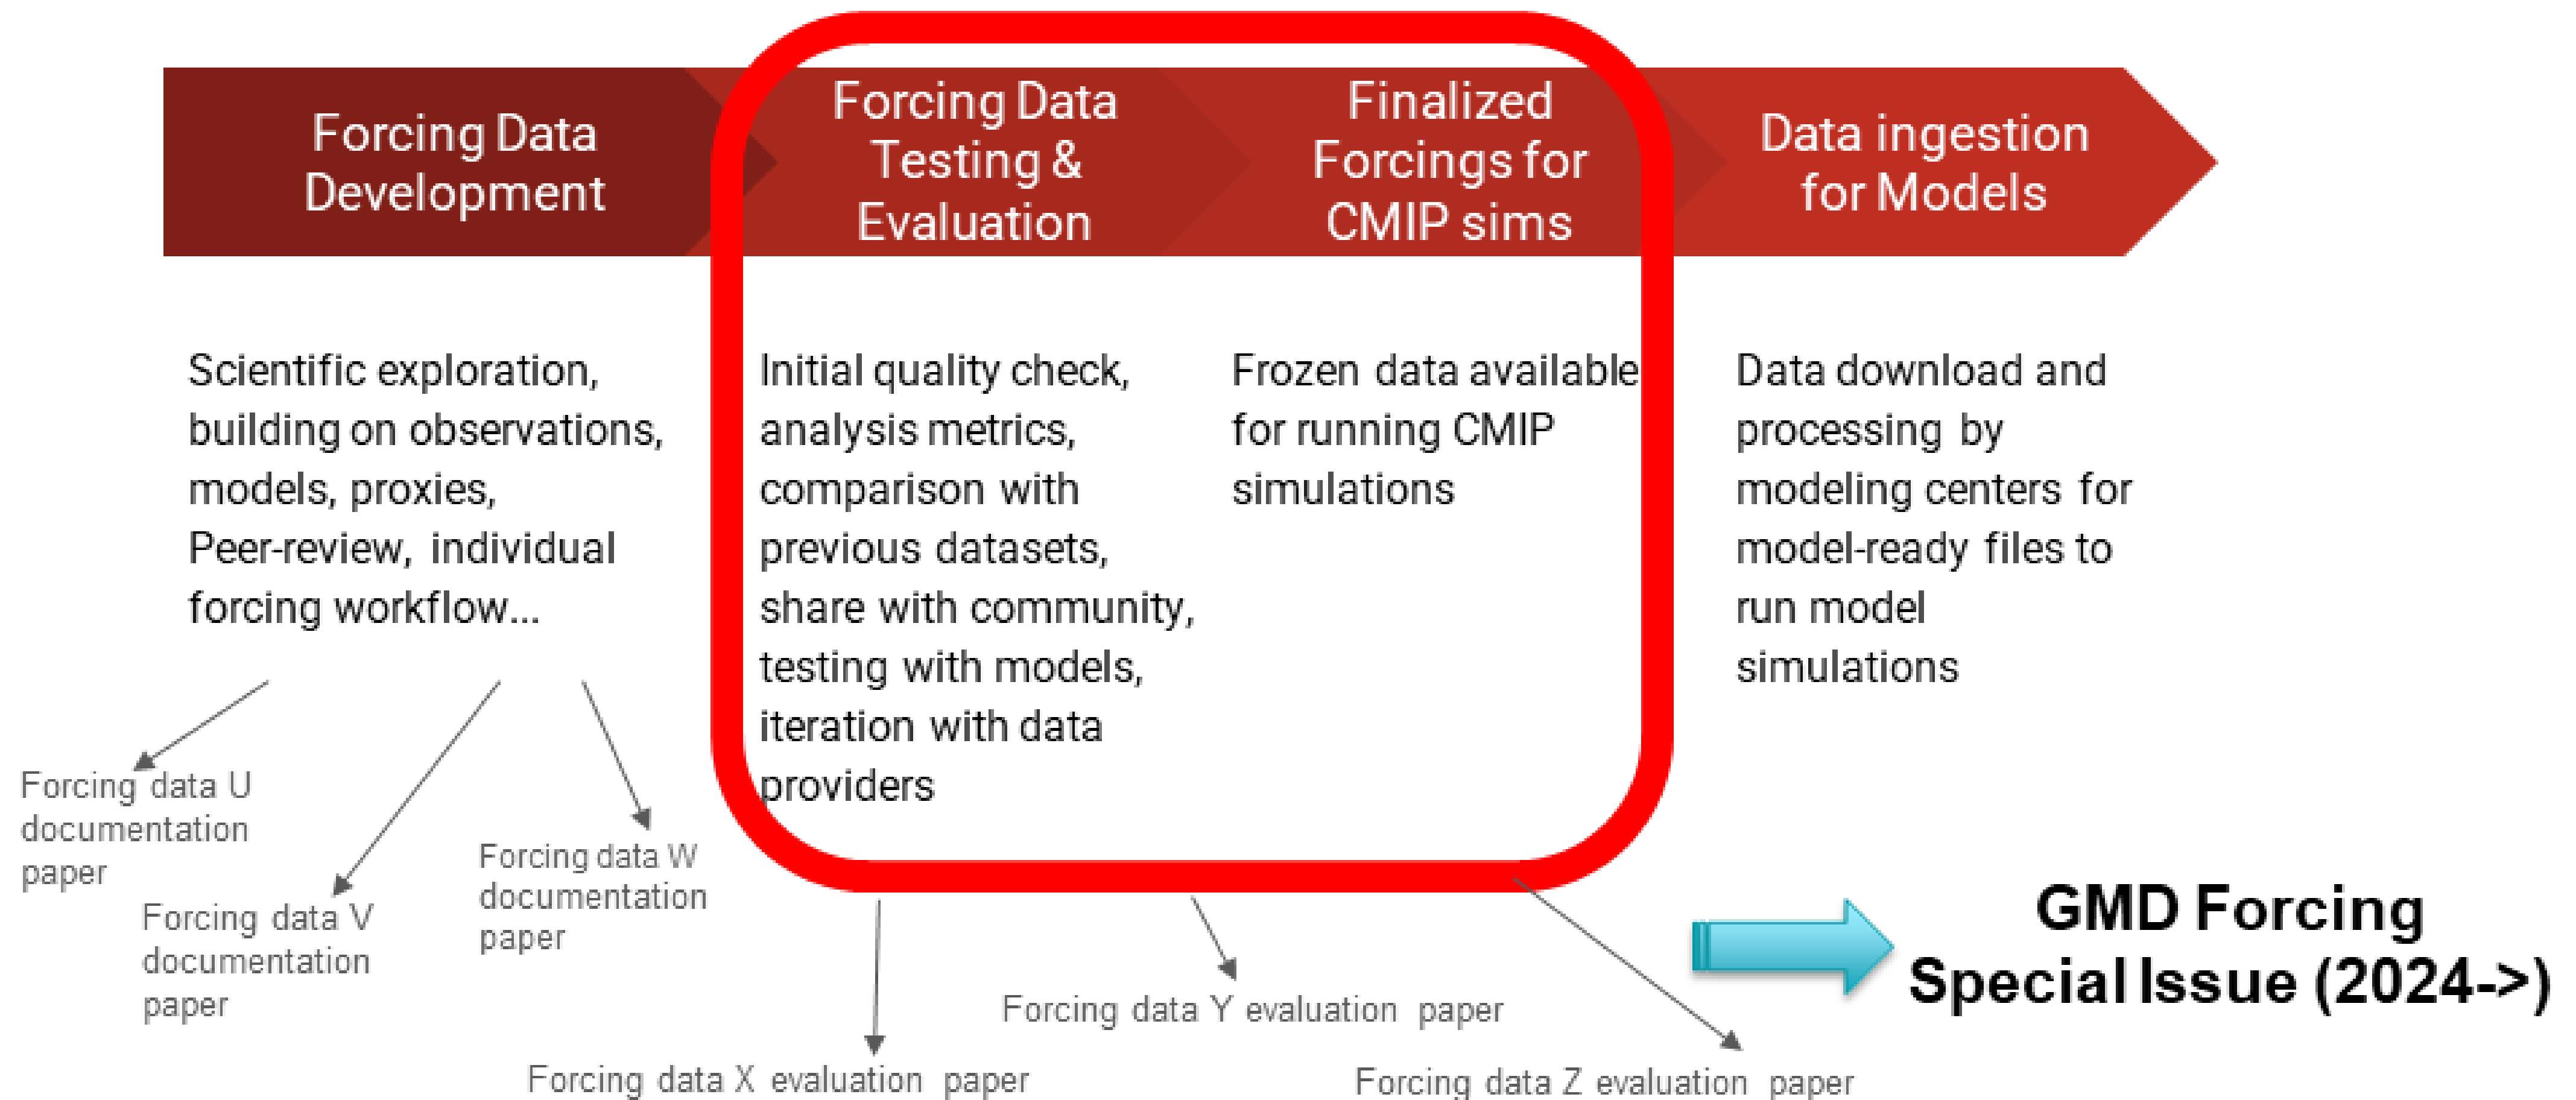 Forcing Data
Development
Forcing Data
Testing &
Evaluation
Finalized
Forcings for
CMIP sims
Data ingestion
for Models
Scientific exploration,
building on observations,
models, proxies,
Peer-review, individual
forcing workflow...
Initial quality check,
analysis metrics,
comparison with
previous datasets,
share with community,
testing with models,
iteration with data
providers
Frozen data available
for running CMIP
simulations
Data download and
processing by
modeling centers for
model-ready files to
run model
simulations
Forcing data U
documentation
paper
Forcing data V
documentation
paper
Forcing data W
documentation
paper
Forcing data X evaluation paper
Forcing data Y evaluation paper
Forcing data Z evaluation paper
GMD Forcing
Special Issue (2024->)